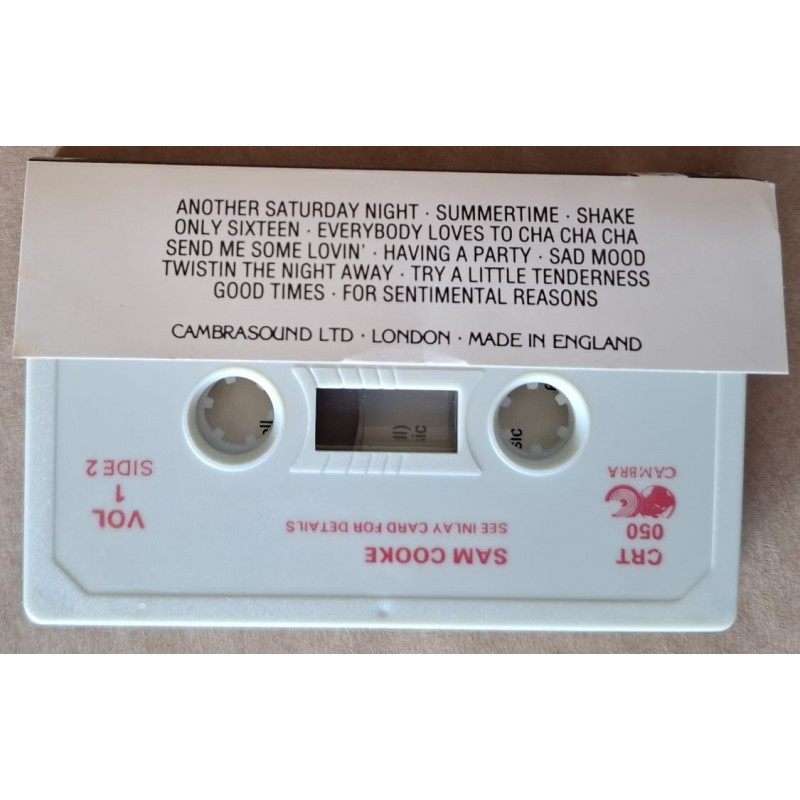 ANOTHER SATURDAY NIGHT · SUMMERTIME · SHAKE
ONLY SIXTEEN · EVERYBODY LOVES TO CHA CHA CHA
SEND ME SOME LOVIN' · HAVING A PARTY · SAD MOOD
TWISTIN THE NIGHT AWAY · TRY A LITTLE TENDERNESS
GOOD TIMES · FOR SENTIMENTAL REASONS
CAMBRASOUND LTD · LONDON · MADE IN ENGLAND
CRT
050
CAMBRA
SAM COOKE
SEE INLAY CARD FOR DETAILS
VOL
1
SIDE 2